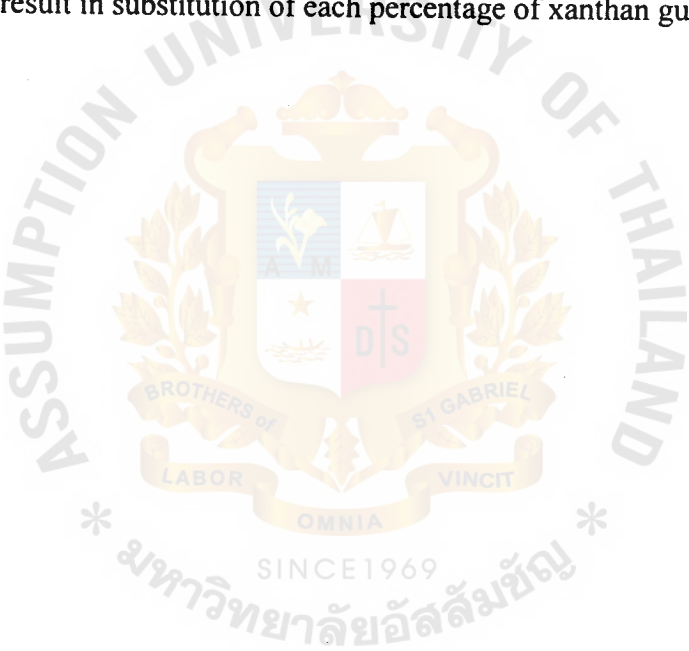 result in substitution of each percentage of xanthan gu
ASSUMPTION UNIVERSITY OF THAILAND
A M
D S
BROTHERS of ST GABRIEL
LABOR
VINCIT
OMNIA
* SINCE1969 *
มหาวิทยาลัยอัสสัมชัญ